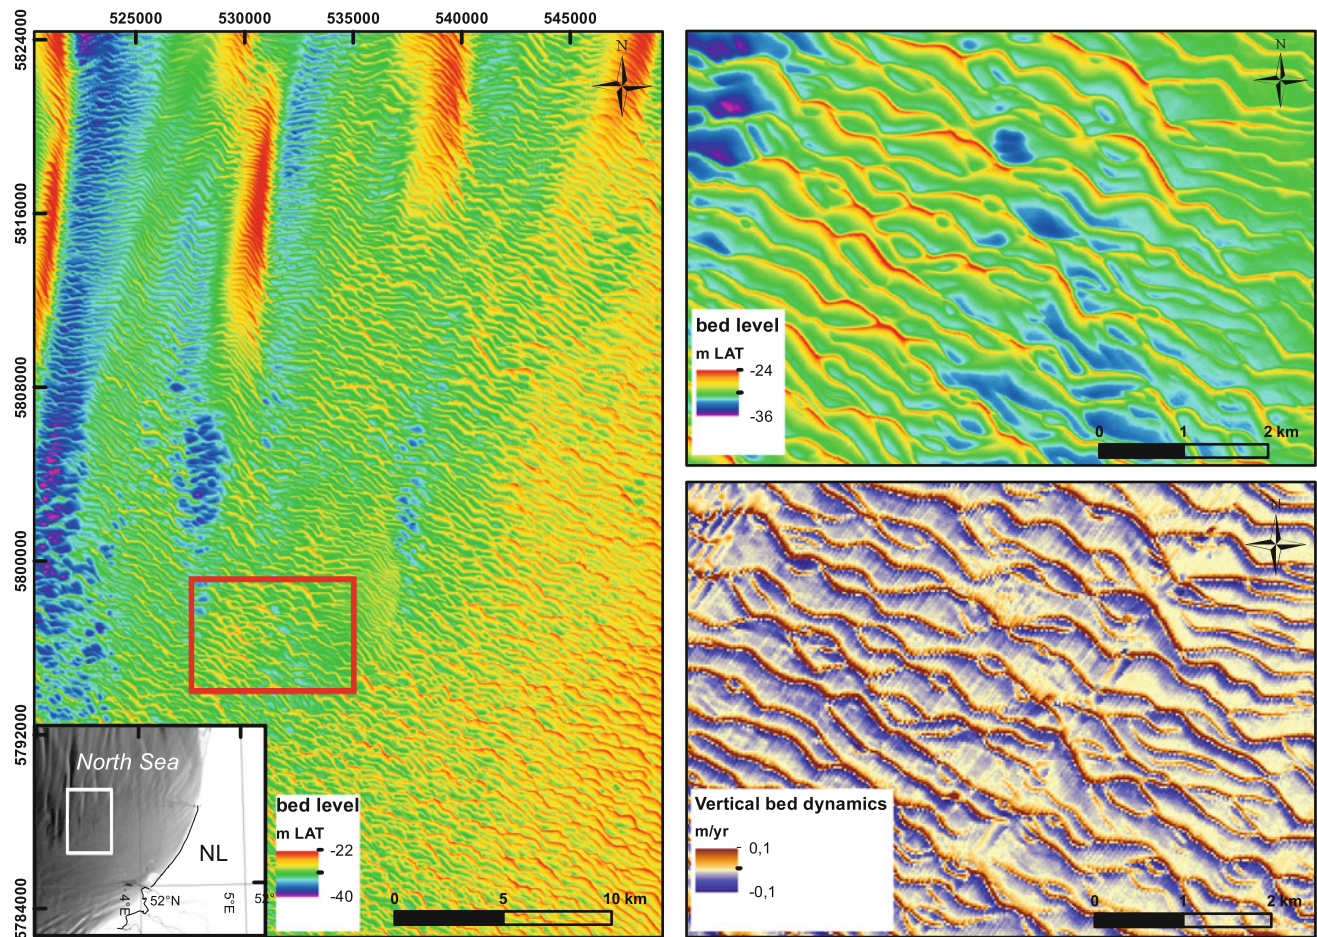 525000 530000 535000 540000 545000
5824000
5816000
5808000
5800000
5792000
5784000
N
North Sea
NL
4°E
52°N
5°E
52°
bed level
m LAT
-22
-40
0 5 10 km
N
bed level
m LAT
-24
-36
0 1 2 km
N
Vertical bed dynamics
m/yr
0,1
-0,1
0 1 2 km